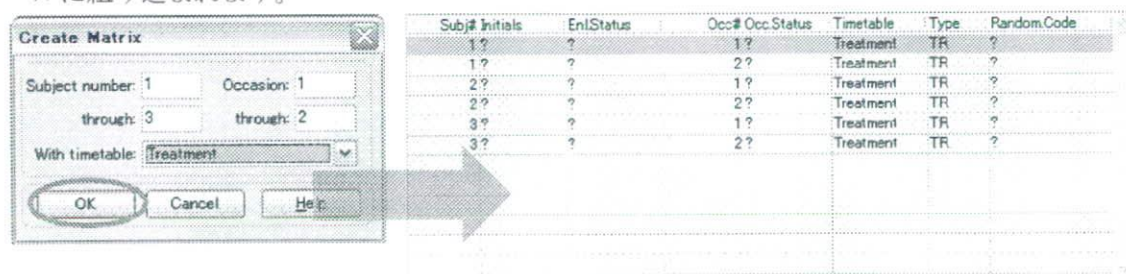 Create Matrix
Subject number: 1 Occasion: 1
through: 3 through: 2
With timetable: Treatment
OK Cancel Help
Subj# Initials Enl.Status Occ# Occ.Status Timetable Type Random.Code
1 ? ? 1 ? Treatment TR ?
1 ? ? 2 ? Treatment TR ?
2 ? ? 1 ? Treatment TR ?
2 ? ? 2 ? Treatment TR ?
3 ? ? 1 ? Treatment TR ?
3 ? ? 2 ? Treatment TR ?